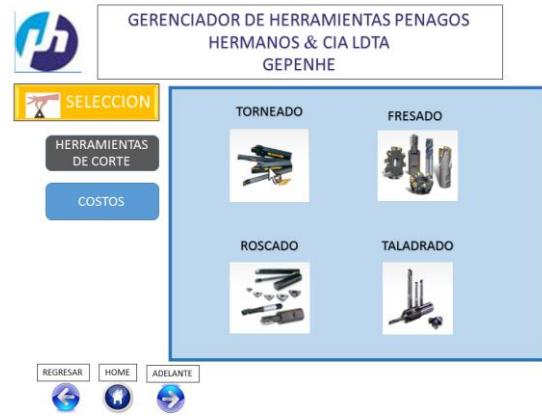 GERENCIADOR DE HERRAMIENTAS PENAGOS
HERMANOS & CIA LDTA
GEPENHE
SELECCION
HERRAMIENTAS
DE CORTE
COSTOS
TORNEADO
FRESADO
ROSCADO
TALADRADO
REGRESAR
HOME
ADELANTE